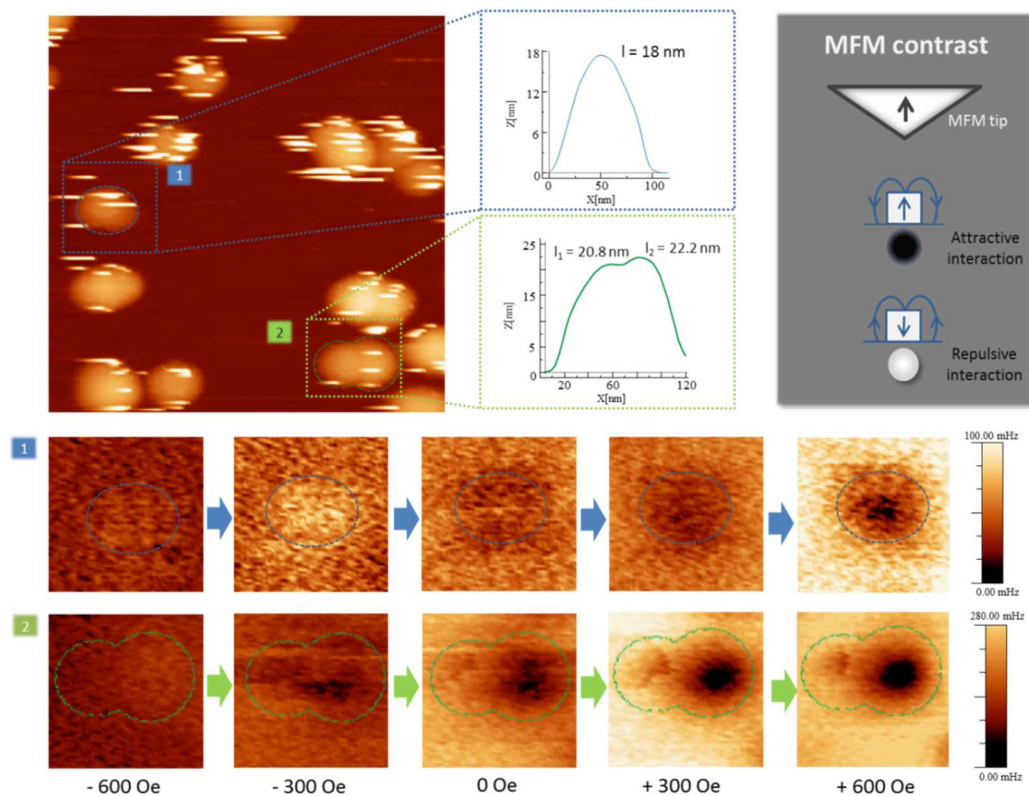 1
2
18
12
6
0
Z[nm]
l = 18 nm
0 50 100
X[nm]
25
22
15
5
0
Z[nm]
l₁ = 20.8 nm l₂ = 22.2 nm
20 60 80 120
X[nm]
MFM contrast
MFM tip
Attractive
interaction
Repulsive
interaction
1
100.00 mHz
0.00 mHz
2
280.00 mHz
0.00 mHz
- 600 Oe - 300 Oe 0 Oe + 300 Oe + 600 Oe